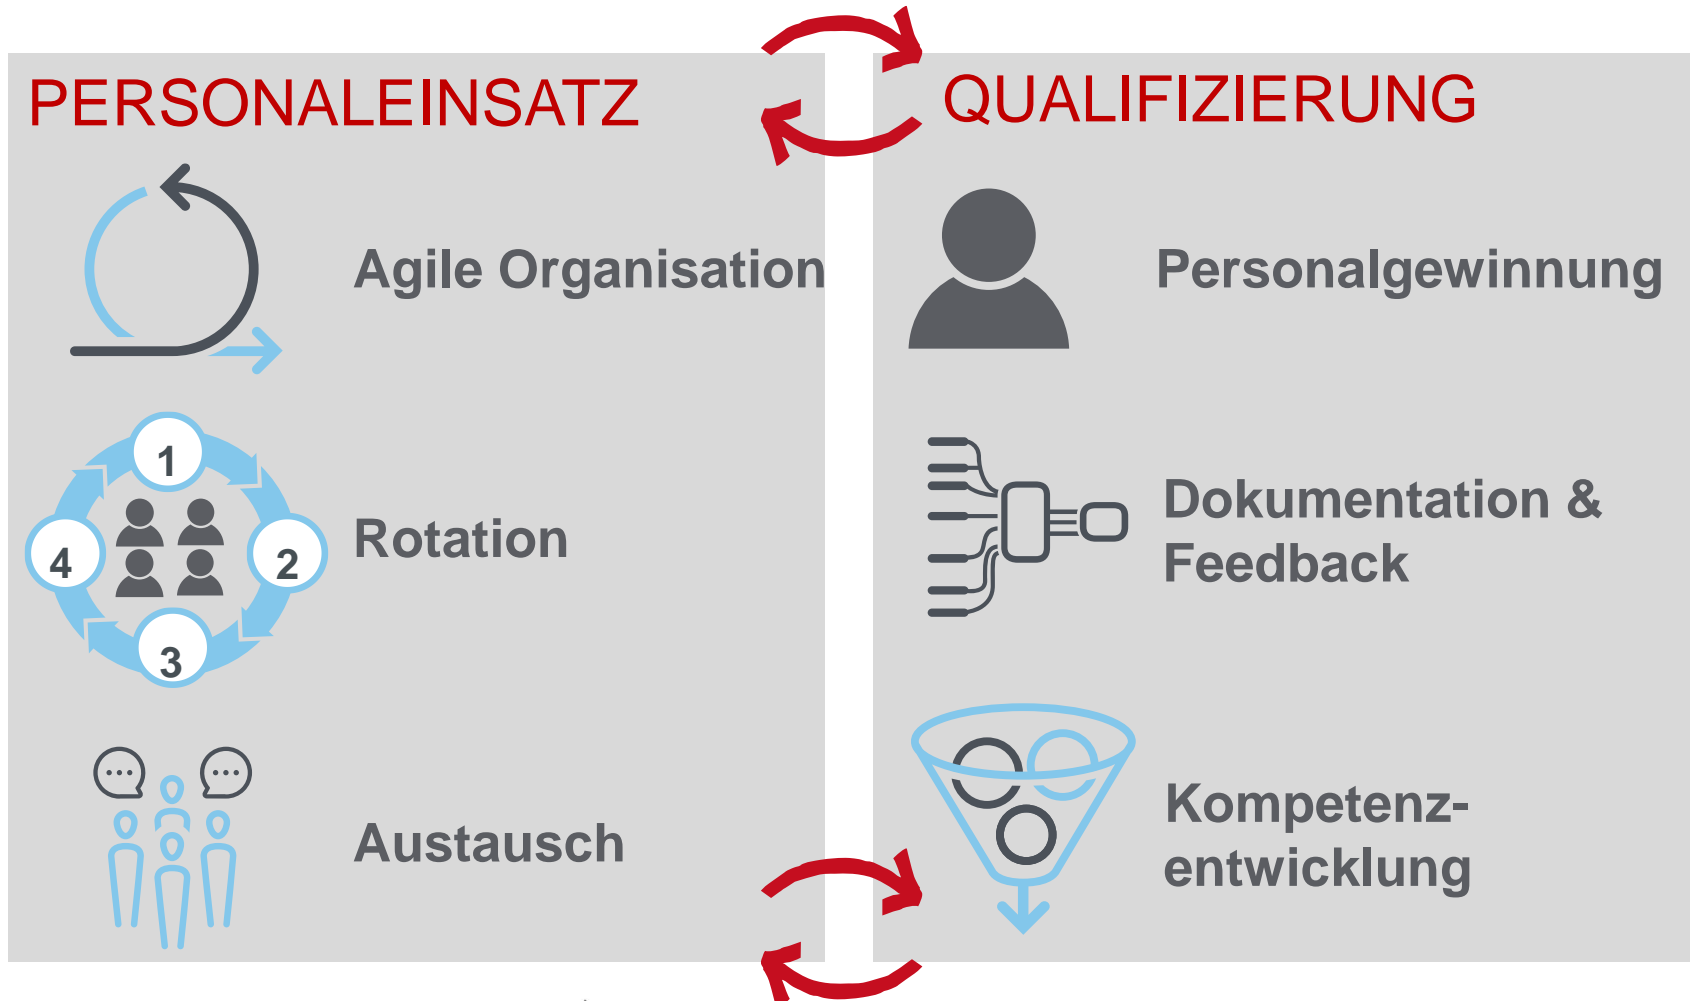 PERSONALEINSATZ
Agile Organisation
1
2
3
4
Rotation
Austausch
QUALIFIZIERUNG
Personalgewinnung
Dokumentation &
Feedback
Kompetenz-
entwicklung